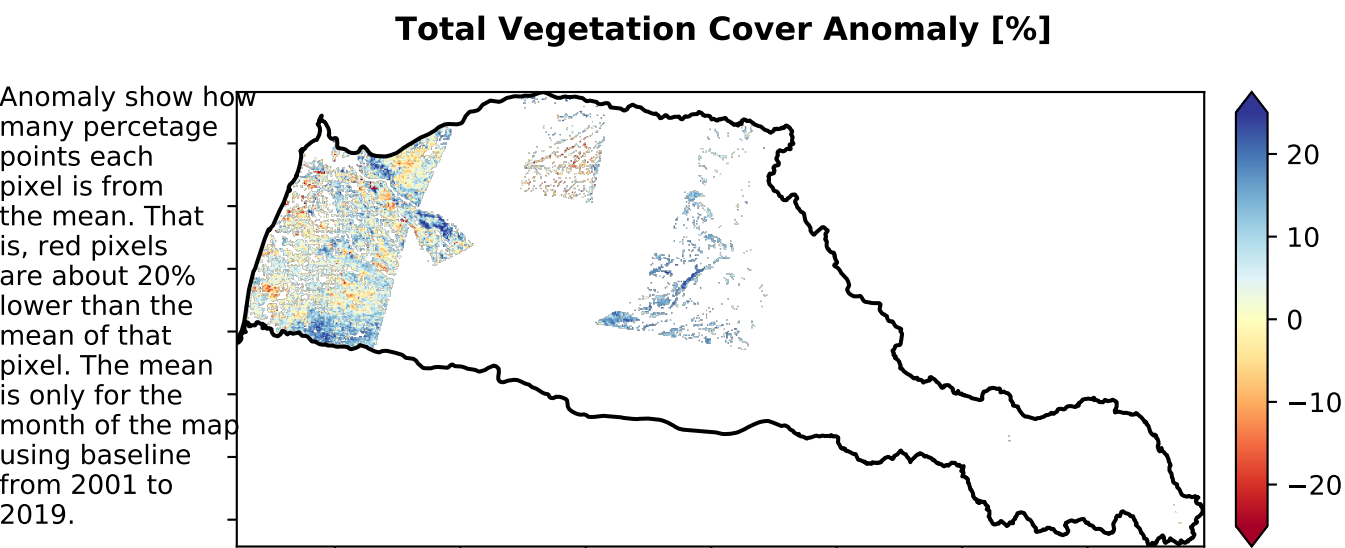 Total Vegetation Cover Anomaly [%]
Anomaly show how
many percetage
points each
pixel is from
the mean. That
is, red pixels
are about 20%
lower than the
mean of that
pixel. The mean
is only for the
month of the map
using baseline
from 2001 to
2019.
20
10
0
−10
−20